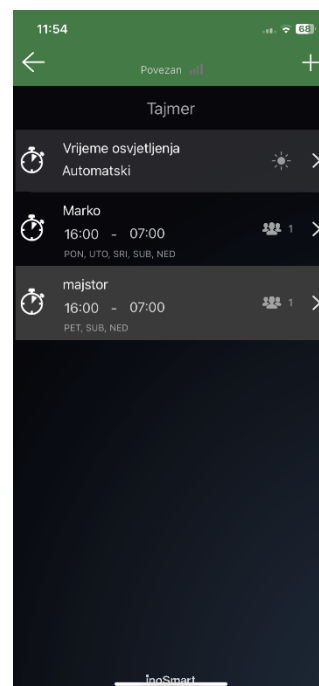 11:54
68
Povezan
Tajmer
Vrijeme osvjetljenja
Automatski
Marko
16:00 - 07:00
1
PON, UTO, SRI, SUB, NED
majstor
16:00 - 07:00
1
PET, SUB, NED
inoSmart